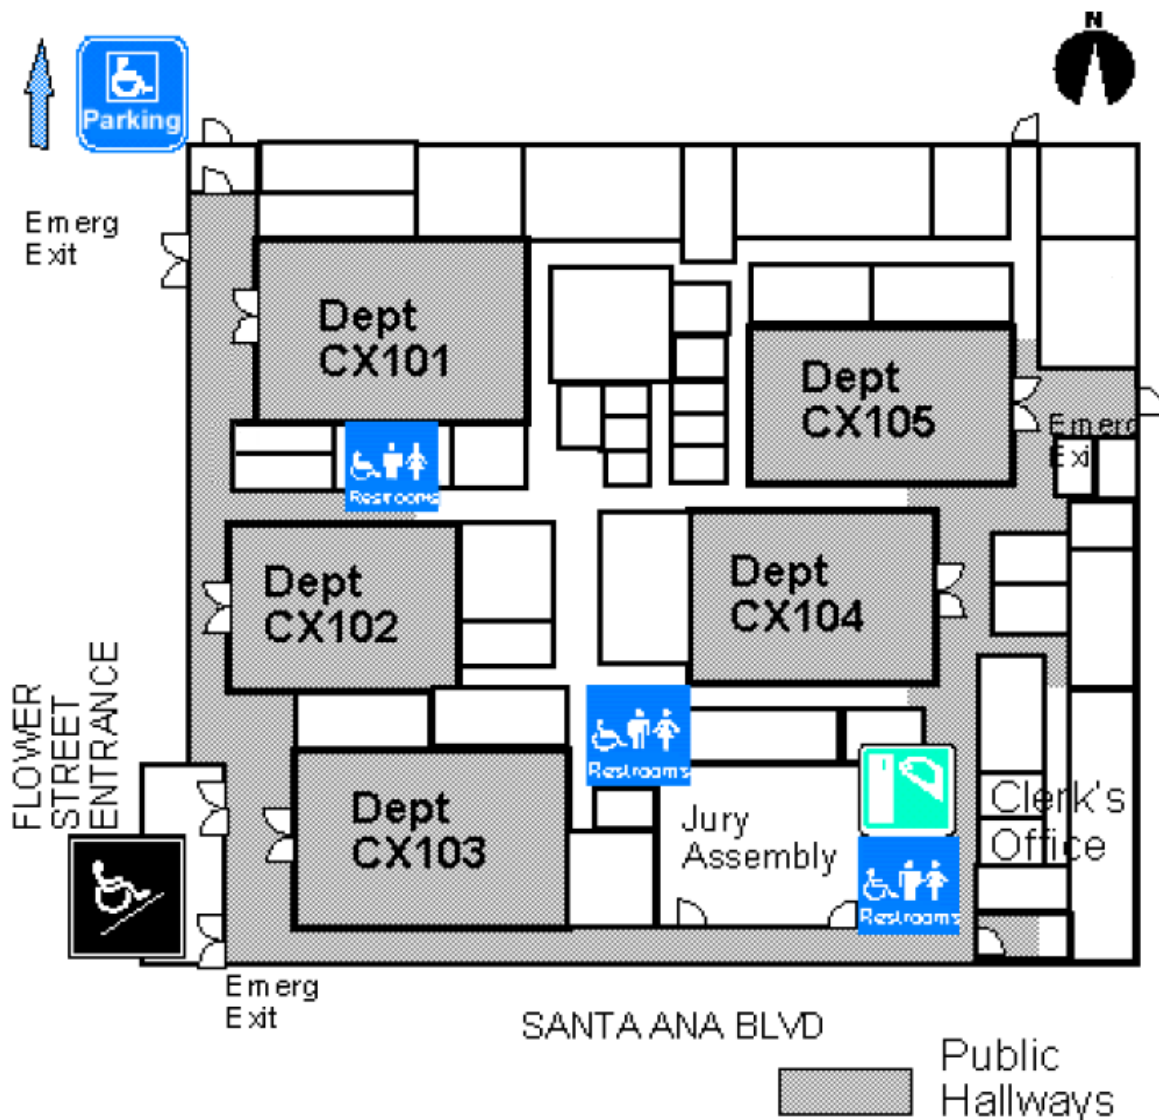 N
Parking
Emerg
Exit
Dept
CX101
Dept
CX105
Emerg
Exi
Restrooms
Dept
CX102
Dept
CX104
FLOWER
STREET
ENTRANCE
Restrooms
Dept
CX103
Jury
Assembly
Clerk's
Office
Restrooms
Emerg
Exit
SANTA ANA BLVD
Public
Hallways